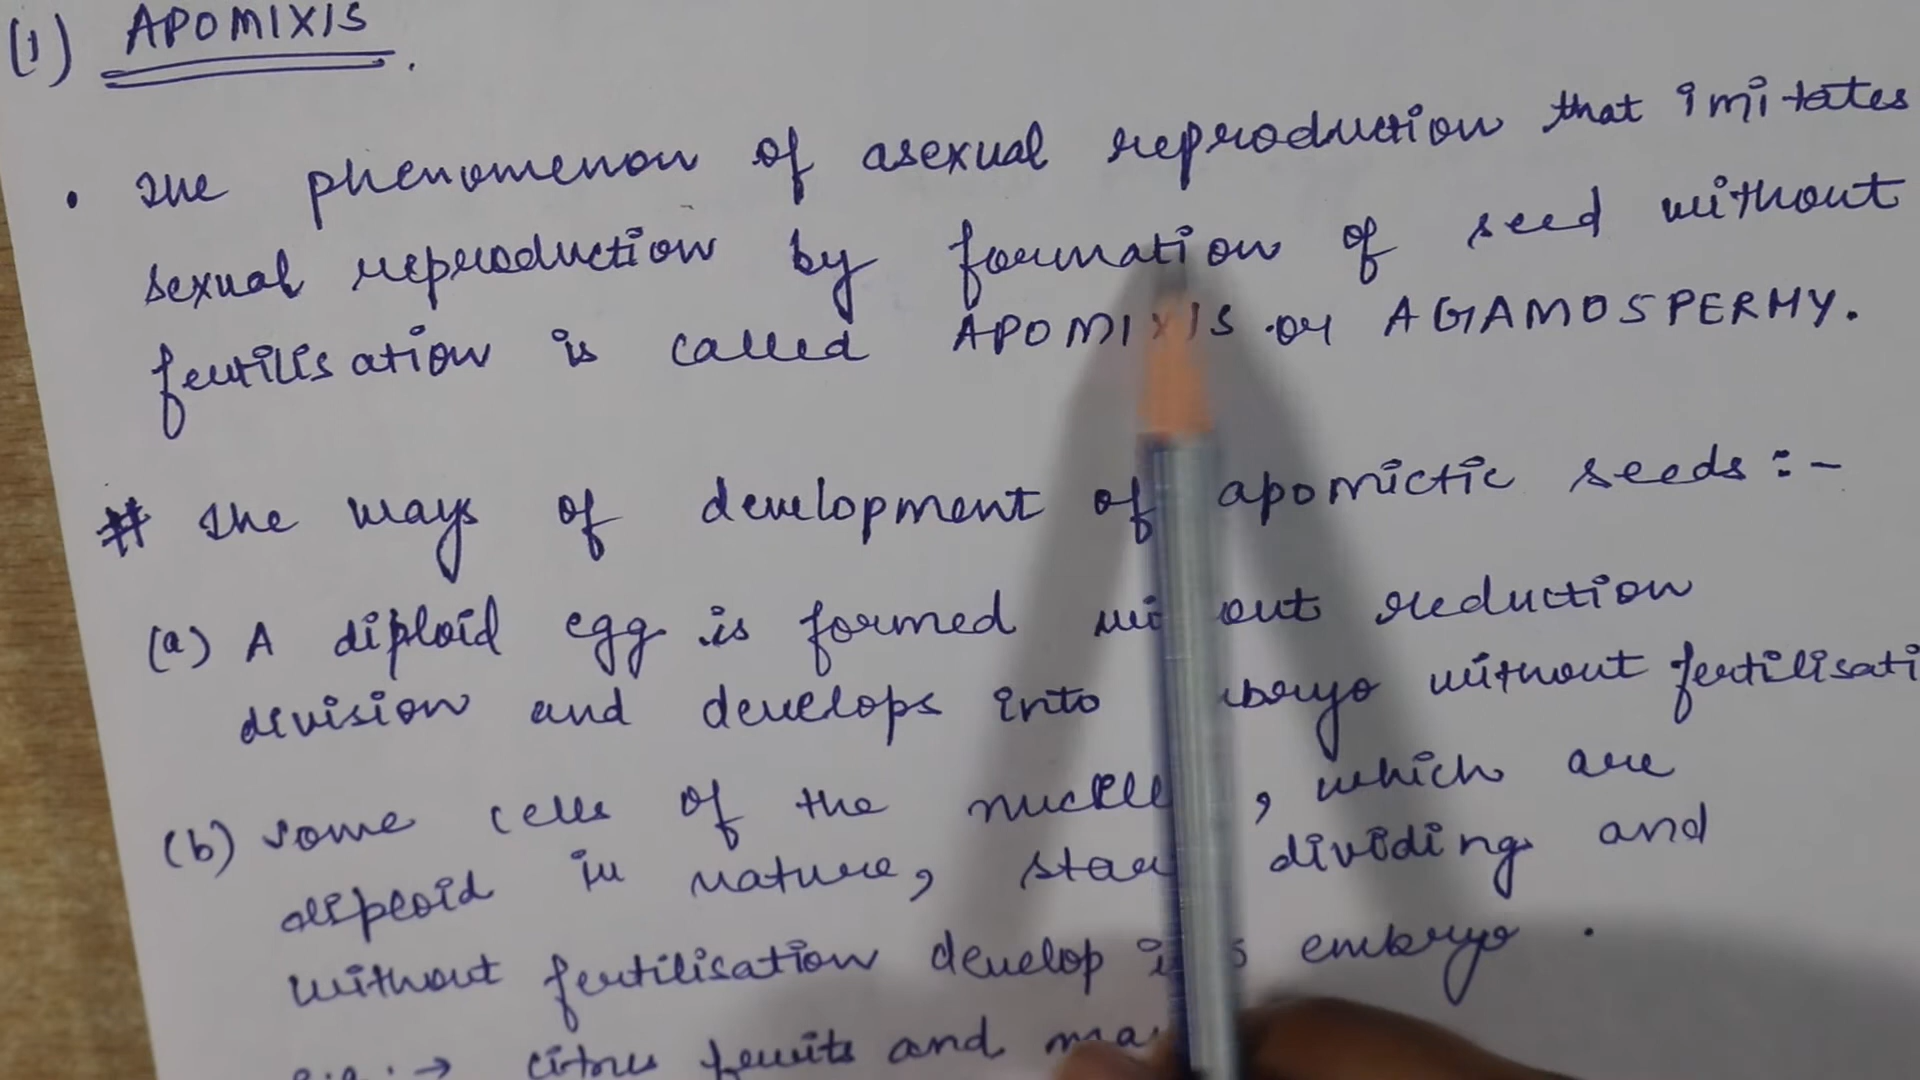 (1) APOMIXIS.
• The phenomenon of asexual reproduction that imitates
sexual reproduction by formation of seed without
fertilisation is called APOMIXIS or AGAMOSPERMY.
# The ways of development of apomictic seeds :-
(a) A diploid egg is formed out reduction
division and develops into without
(b) Some cells of the , which are
diploid in nature, dividing and
without fertilisation develop embryo.
→ citrus fruits and